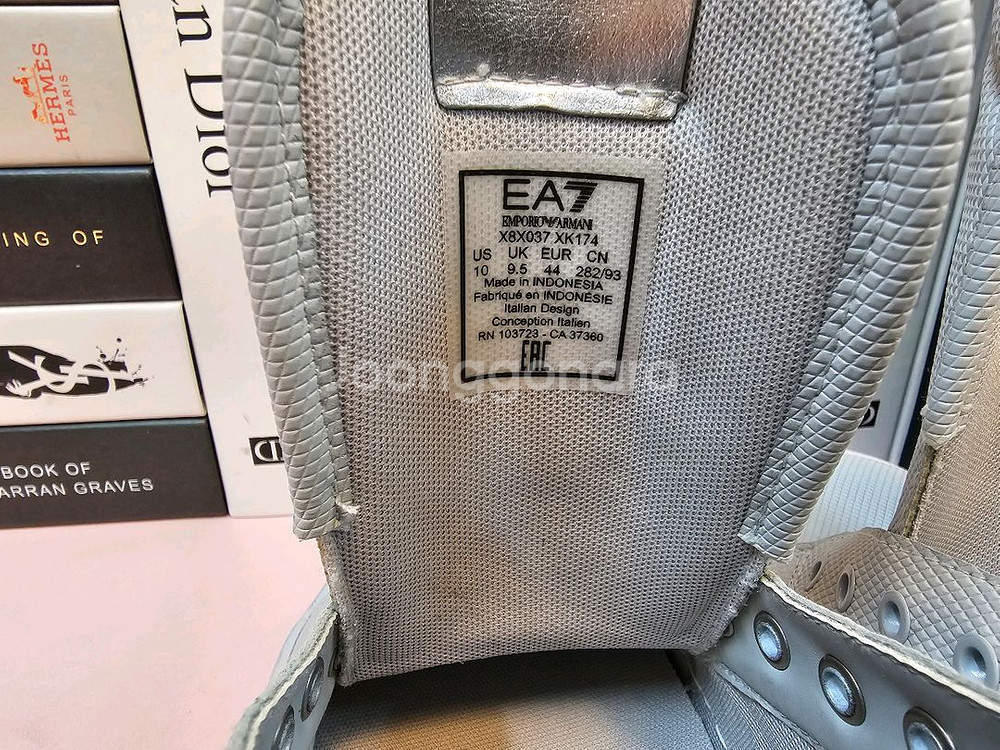 HERMES
PARIS
ING OF
BOOK OF
ARRAN GRAVES
n Dior
EA7
EMPORIO ARMANI
X8X037 XK174
US UK EUR CN
10 9.5 44 282/93
Made in INDONESIA
Fabriqué en INDONÉSIE
Italian Design
Conception Italien
RN 103723 - CA 37360
EAC